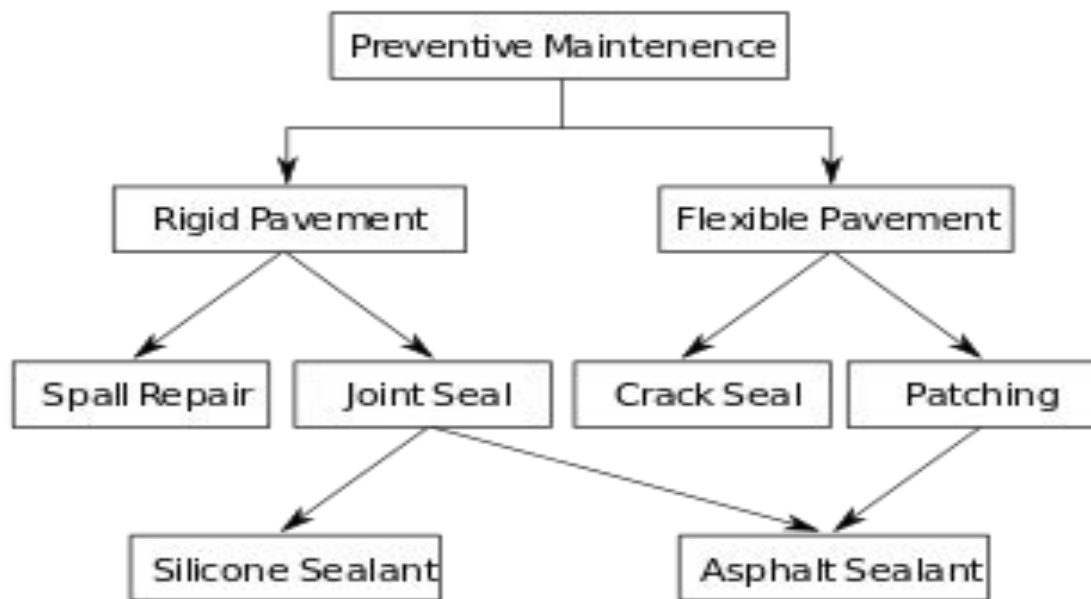 Preventive Maintenence
Rigid Pavement
Flexible Pavement
Spall Repair
Joint Seal
Crack Seal
Patching
Silicone Sealant
Asphalt Sealant